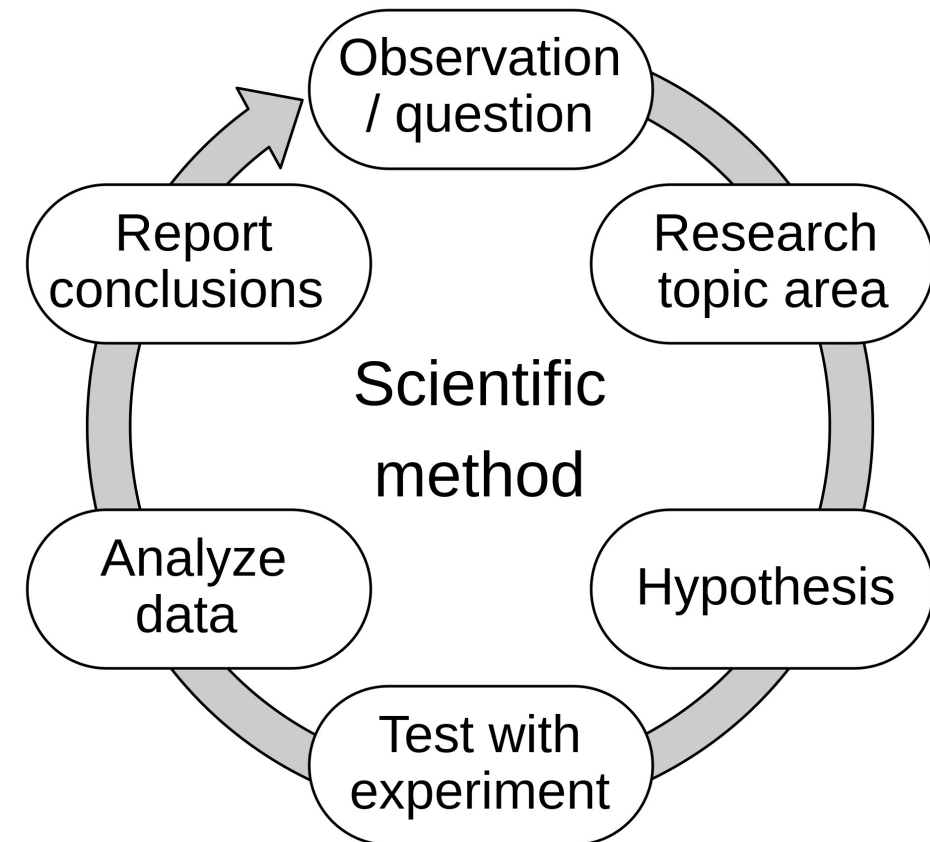 Observation
/ question
Research
topic area
Hypothesis
Test with
experiment
Analyze
data
Report
conclusions
Scientific
method